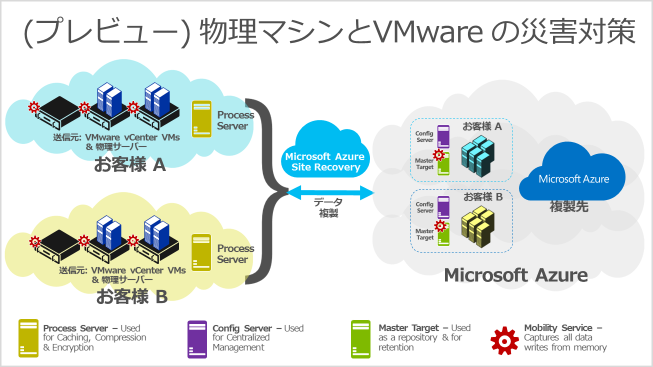 (プレビュー) 物理マシンとVMware の災害対策
Process
Server
送信元: VMware vCenter VMs
& 物理サーバー
お客様 A
Microsoft Azure
Site Recovery
データ
複製
お客様 A
Config
Server
Master
Target
お客様 B
Config
Server
Master
Target
Microsoft Azure
複製先
Microsoft Azure
Process
Server
送信元: VMware vCenter VMs
& 物理サーバー
お客様 B
Process Server – Used
for Caching, Compression
& Encryption
Config Server – Used
for Centralized
Management
Master Target – Used
as a repository & for
retention
Mobility Service –
Captures all data
writes from memory